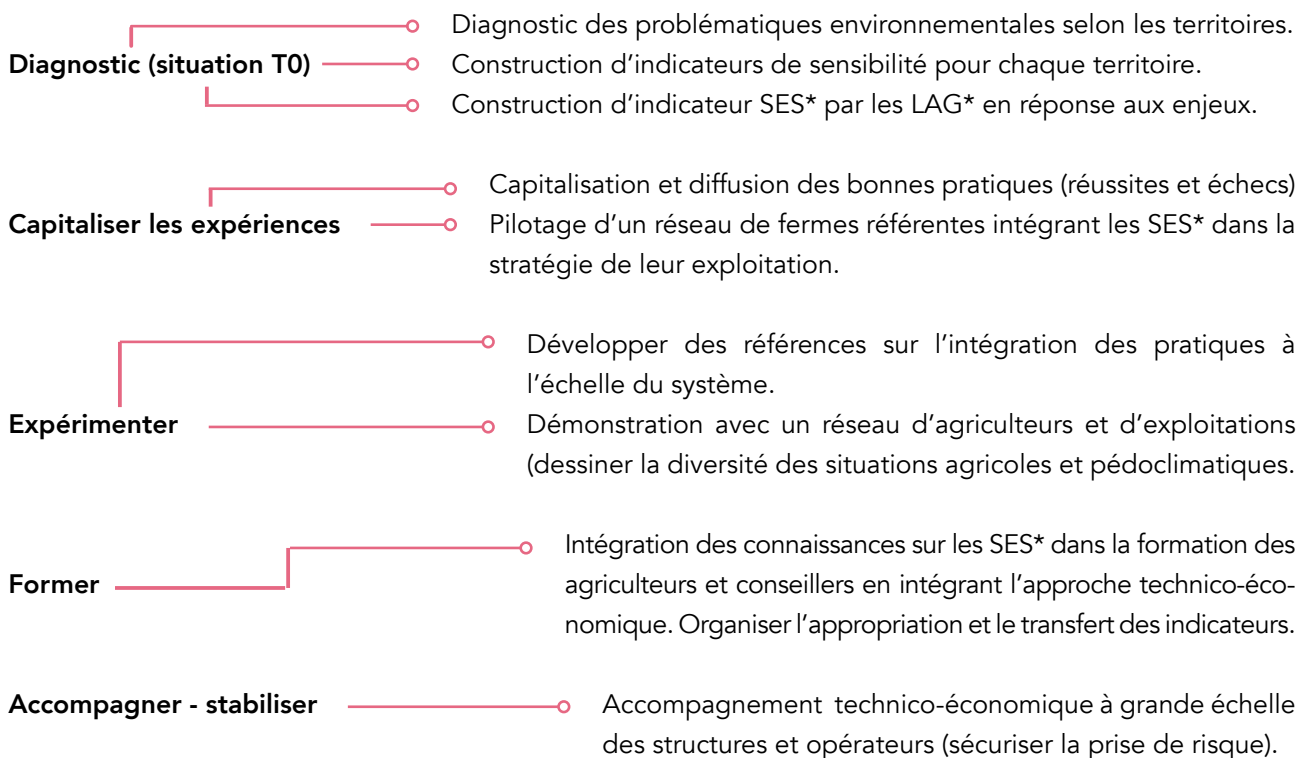 Diagnostic des problématiques environnementales selon les territoires.
Diagnostic (situation T0)
Construction d'indicateurs de sensibilité pour chaque territoire.
Construction d'indicateur SES* par les LAG* en réponse aux enjeux.
Capitalisation et diffusion des bonnes pratiques (réussites et échecs)
Capitaliser les expériences
Pilotage d'un réseau de fermes référentes intégrant les SES* dans la
stratégie de leur exploitation.
Développer des références sur l'intégration des pratiques à
l'échelle du système.
Expérimenter
Démonstration avec un réseau d'agriculteurs et d'exploitations
(dessiner la diversité des situations agricoles et pédoclimatiques.
Intégration des connaissances sur les SES* dans la formation des
Former
agriculteurs et conseillers en intégrant l'approche technico-éco-
nomique. Organiser l'appropriation et le transfert des indicateurs.
Accompagner - stabiliser
Accompagnement technico-économique à grande échelle
des structures et opérateurs (sécuriser la prise de risque).